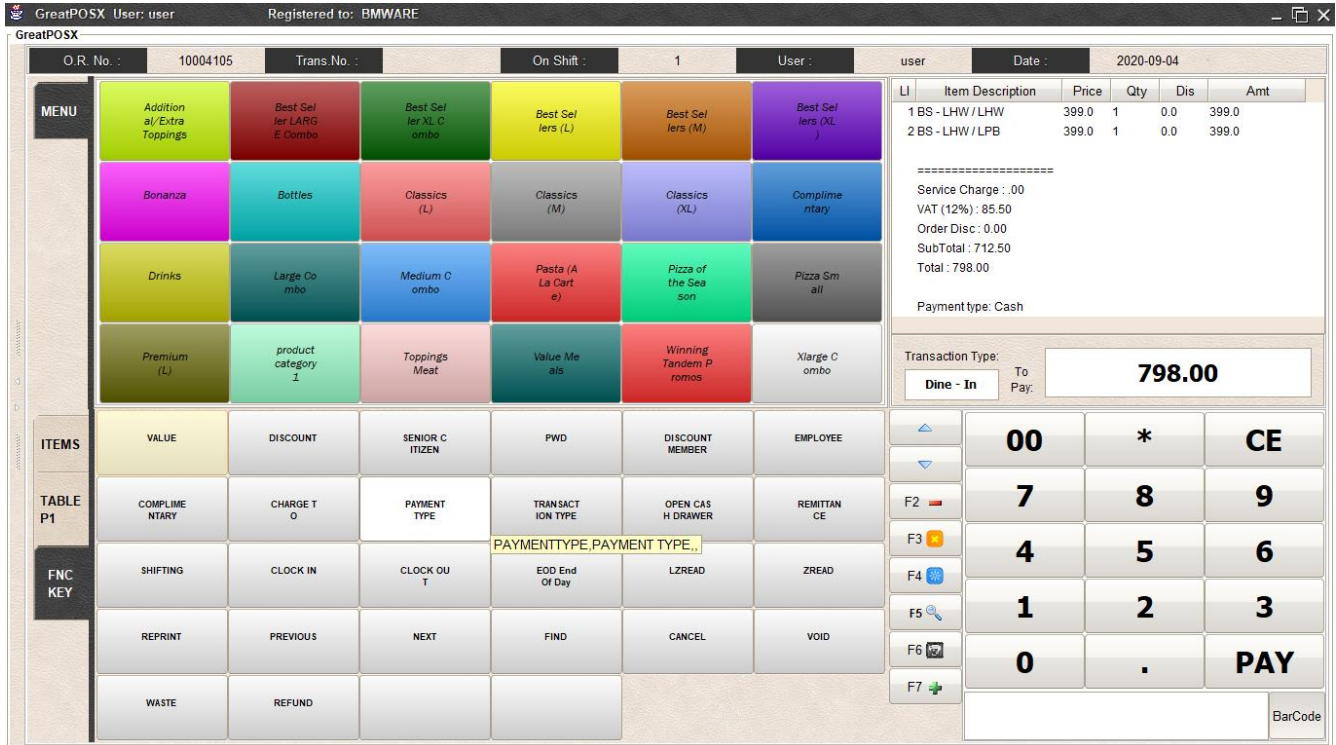 GreatPOSX User: user Registered to: BMWARE
GreatPOSX
O.R. No. : 10004105 Trans.No. : On Shift : 1 User : user Date : 2020-09-04
MENU
Addition
al/Extra
Toppings
Best Sel
ler LARG
E Combo
Best Sel
ler XL C
ombo
Best Sel
lers (L)
Best Sel
lers (M)
Best Sel
lers (XL
)
Bonanza
Bottles
Classics
(L)
Classics
(M)
Classics
(XL)
Complime
ntary
Drinks
Large Co
mbo
Medium C
ombo
Pasta (A
La Cart
e)
Pizza of
the Sea
son
Pizza Sm
all
Premium
(L)
product
category
1
Toppings
Meat
Value Me
als
Winning
Tandem P
romos
Xlarge C
ombo
LI Item Description Price Qty Dis Amt
1 BS - LHW / LHW 399.0 1 0.0 399.0
2 BS - LHW / LPB 399.0 1 0.0 399.0
====================
Service Charge : .00
VAT (12%) : 85.50
Order Disc : 0.00
SubTotal : 712.50
Total : 798.00
Payment type: Cash
Transaction Type:
Dine - In
To
Pay:
798.00
ITEMS
TABLE
P1
FNC
KEY
VALUE
DISCOUNT
SENIOR C
ITIZEN
PWD
DISCOUNT
MEMBER
EMPLOYEE
COMPLIME
NTARY
CHARGE T
O
PAYMENT
TYPE
TRANSACT
ION TYPE
OPEN CAS
H DRAWER
REMITTAN
CE
PAYMENTTYPE,PAYMENT TYPE,,
SHIFTING
CLOCK IN
CLOCK OU
T
EOD End
Of Day
LZREAD
ZREAD
REPRINT
PREVIOUS
NEXT
FIND
CANCEL
VOID
WASTE
REFUND
F2
F3
F4
F5
F6
F7
00 * CE
7 8 9
4 5 6
1 2 3
0 . PAY
BarCode